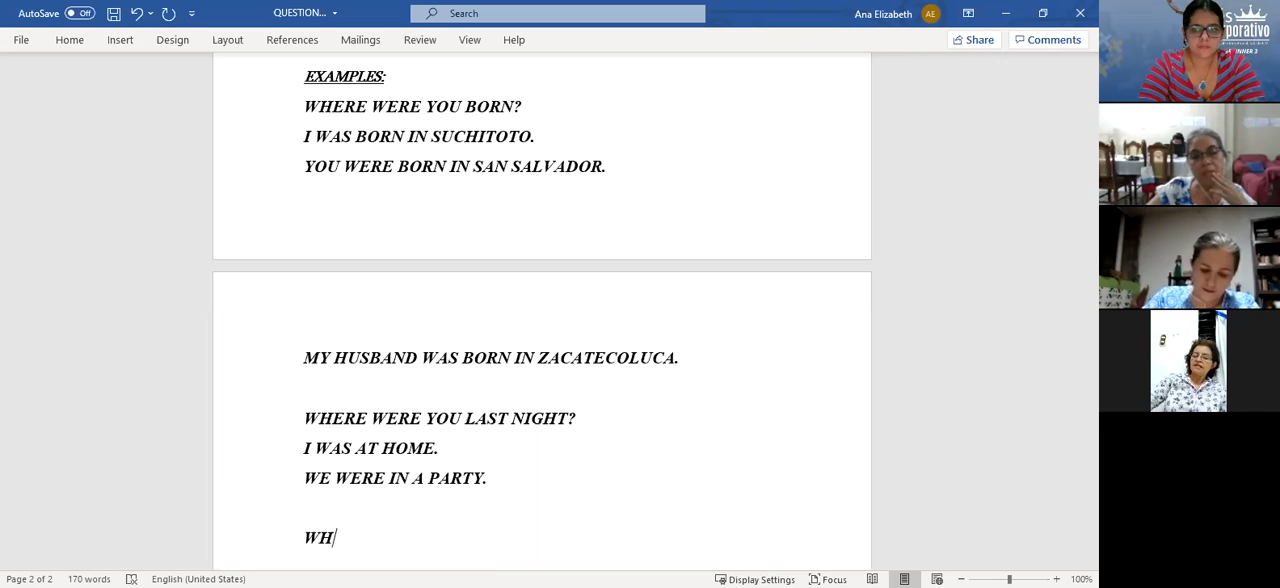 AutoSave Off QUESTION... Search Ana Elizabeth AE
File Home Insert Design Layout References Mailings Review View Help Share Comments
EXAMPLES:
WHERE WERE YOU BORN?
I WAS BORN IN SUCHITOTO.
YOU WERE BORN IN SAN SALVADOR.
MY HUSBAND WAS BORN IN ZACATECOLUCA.
WHERE WERE YOU LAST NIGHT?
I WAS AT HOME.
WE WERE IN A PARTY.
WH
Page 2 of 2 170 words English (United States) Display Settings Focus 100%